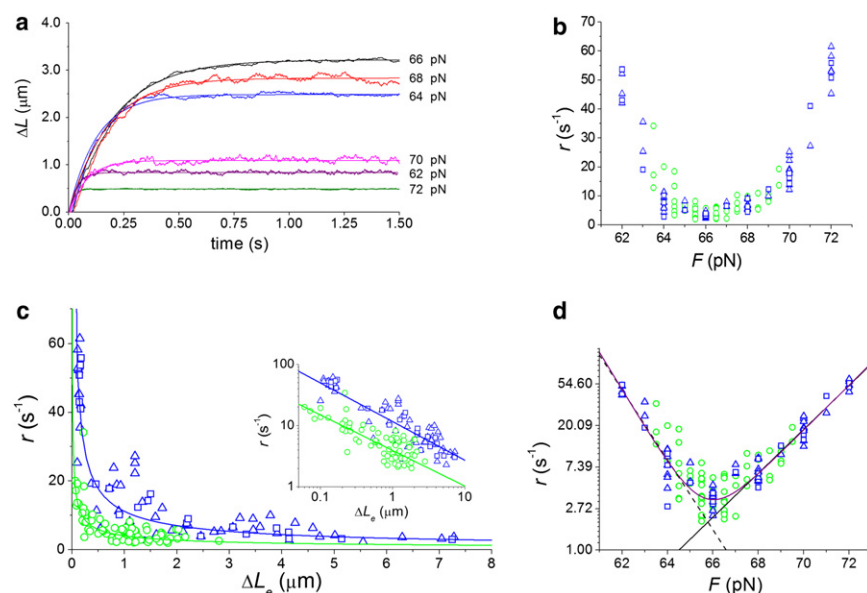 a
ΔL (μm)
4.0
3.0
2.0
1.0
0.0
0.00 0.25 0.50 0.75 1.00 1.25 1.50
time (s)
66 pN
68 pN
64 pN
70 pN
62 pN
72 pN
b
r (s⁻¹)
70
60
50
40
30
20
10
0
62 64 66 68 70 72
F (pN)
c
r (s⁻¹)
60
40
20
0
0 1 2 3 4 5 6 7 8
ΔLₑ (μm)
r (s⁻¹)
100
10
1
0.1 1 10
ΔLₑ (μm)
d
r (s⁻¹)
54.60
20.09
7.39
2.72
1.00
62 64 66 68 70 72
F (pN)